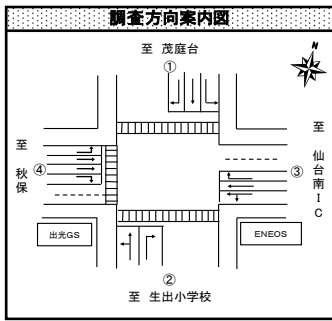 調査方向案内図
至 茂庭台
①
N
至
秋
保
④
③
至
仙
台
南
I
C
出光GS
ENEOS
②
至 生出小学校